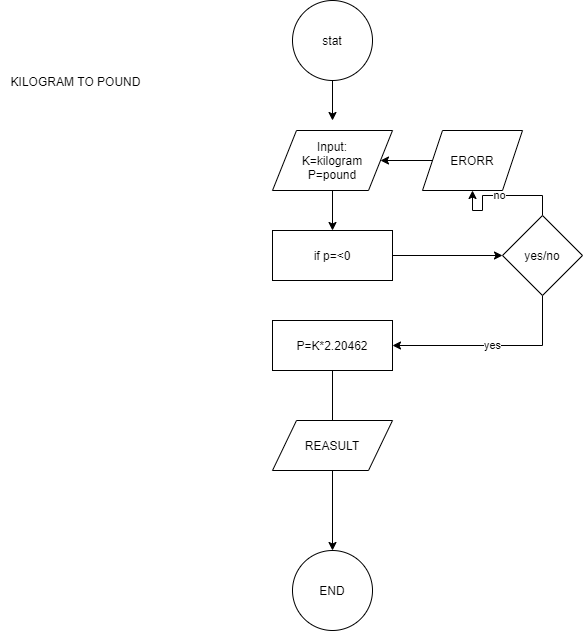 stat
KILOGRAM TO POUND
Input:
K=kilogram
P=pound
ERORR
no
if p=<0
yes/no
P=K*2.20462
yes
REASULT
END